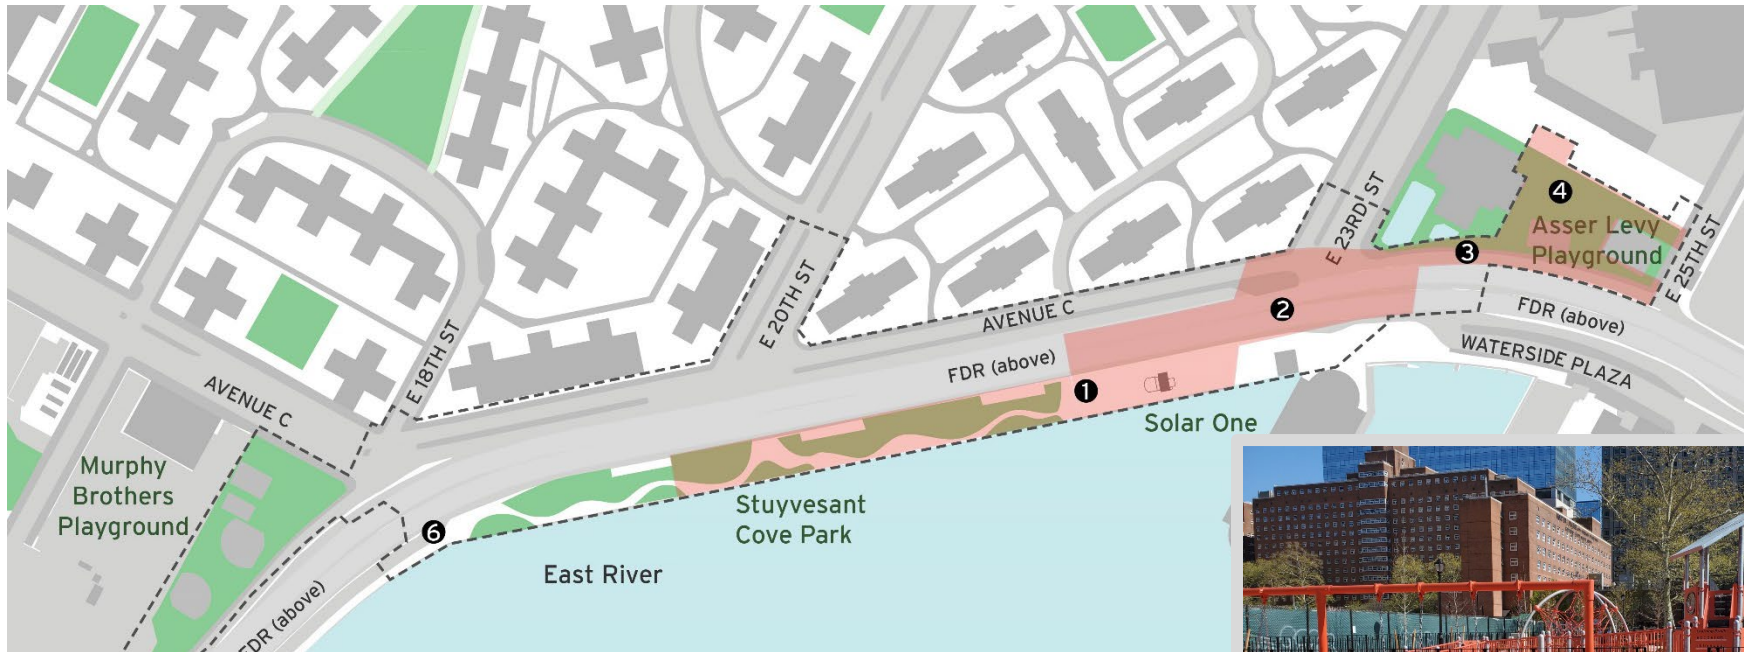 E 23RD ST
4
Asser Levy
Playground
3
E 25TH ST
AVENUE C
E 20TH ST
2
FDR (above)
FDR (above)
WATERSIDE PLAZA
E 18TH ST
AVENUE C
1
Solar One
Murphy
Brothers
Playground
Stuyvesant
Cove Park
6
East River
FDR (above)